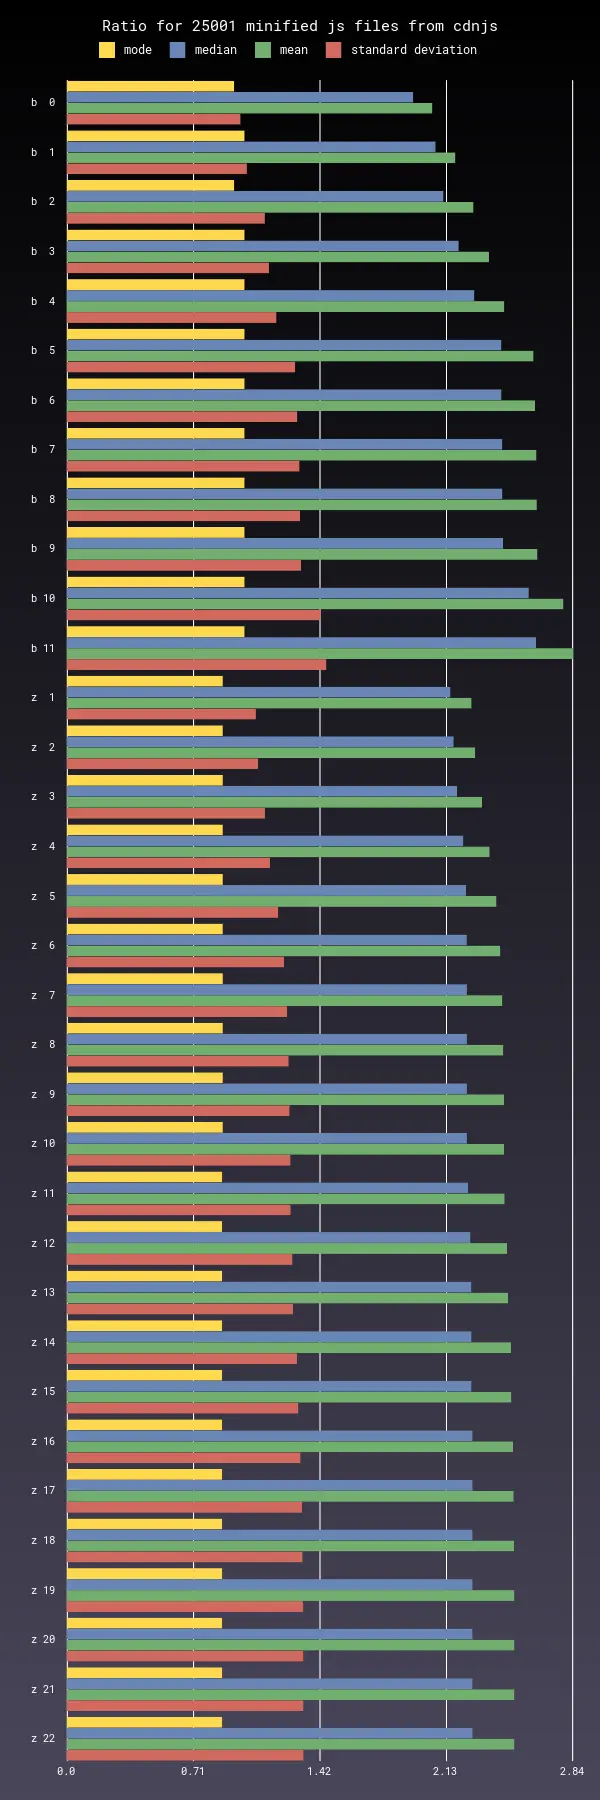 Ratio for 25001 minified js files from cdnjs
mode median mean standard deviation
b 0
b 1
b 2
b 3
b 4
b 5
b 6
b 7
b 8
b 9
b 10
b 11
z 1
z 2
z 3
z 4
z 5
z 6
z 7
z 8
z 9
z 10
z 11
z 12
z 13
z 14
z 15
z 16
z 17
z 18
z 19
z 20
z 21
z 22
0.0 0.71 1.42 2.13 2.84